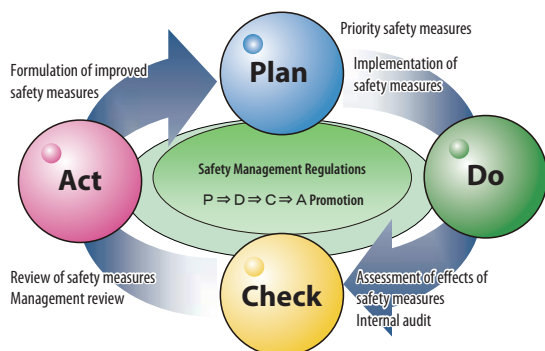 Priority safety measures
Plan
Implementation of
safety measures
Formulation of improved
safety measures
Act
Safety Management Regulations
P⇒D⇒C⇒A Promotion
Do
Review of safety measures
Management review
Check
Assessment of effects of
safety measures
Internal audit